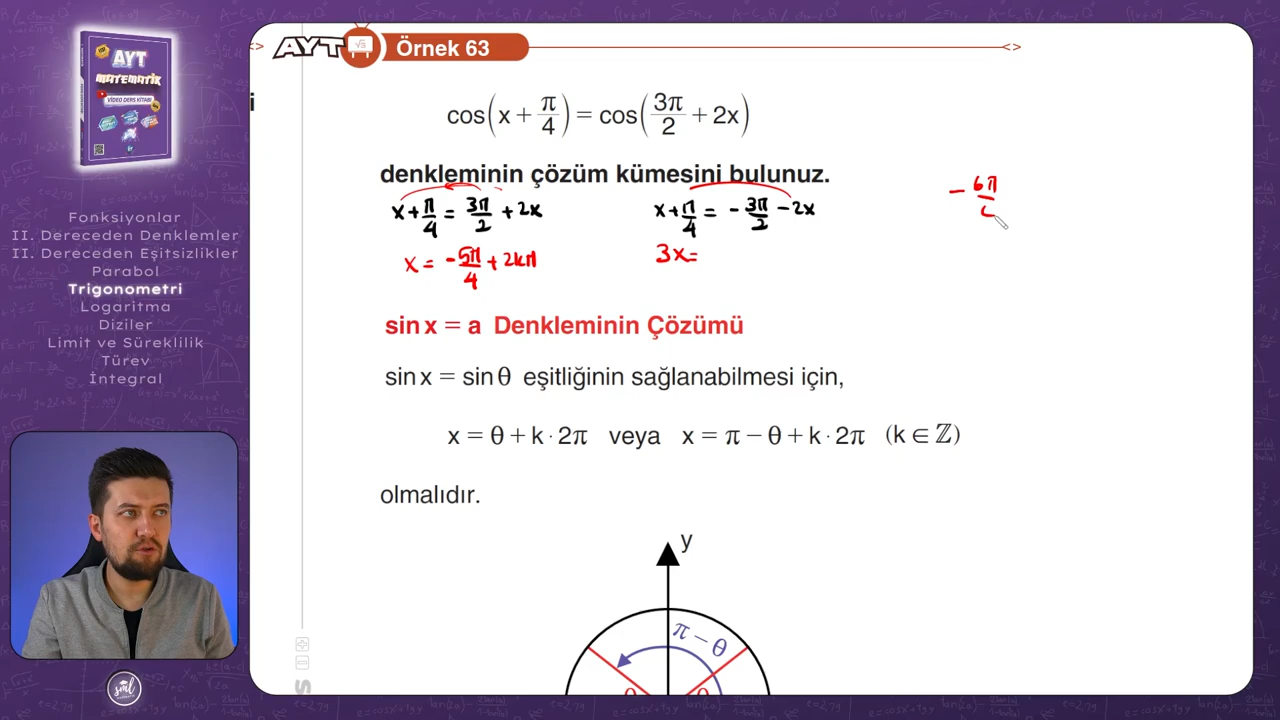 AYT
Örnek 63
AYT
MATEMATİK
VİDEO DERS KİTABI
i
cos(x + π/4) = cos(3π/2 + 2x)
denkleminin çözüm kümesini bulunuz.
x + π/4 = 3π/2 + 2x
x + π/4 = - 3π/2 - 2x
- 6π
x = - 5π/4 + 2kπ
3x =
Fonksiyonlar
II. Dereceden Denklemler
II. Dereceden Eşitsizlikler
Parabol
Trigonometri
Logaritma
Diziler
Limit ve Süreklilik
Türev
İntegral
sin x = a Denkleminin Çözümü
sin x = sin θ eşitliğinin sağlanabilmesi için,
x = θ + k · 2π veya x = π − θ + k · 2π (k ∈ ℤ)
olmalıdır.
y
π − θ
θ θ
sml